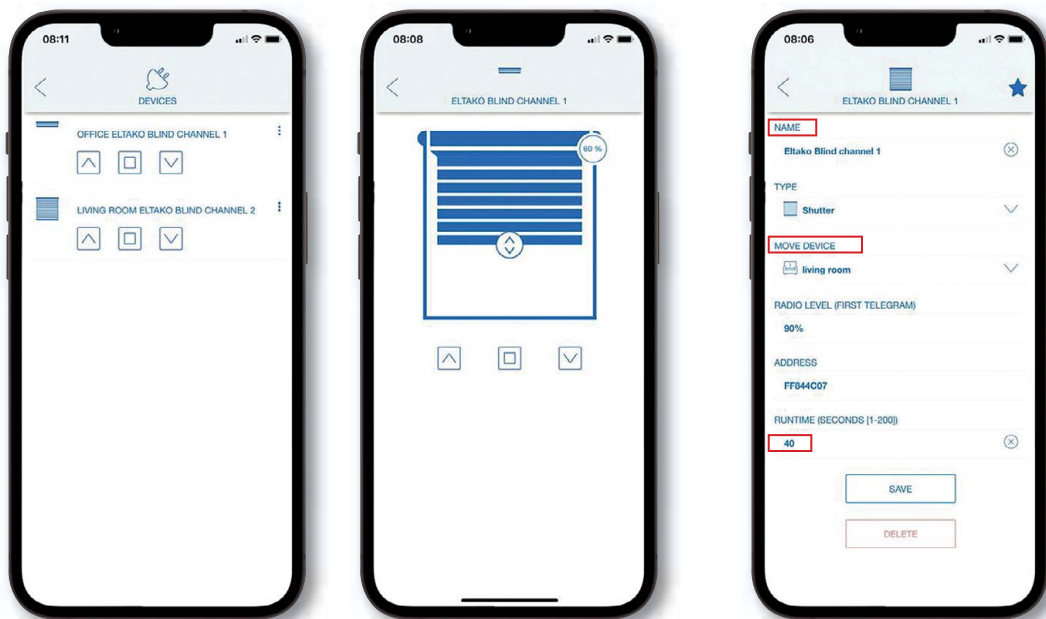 08:11
DEVICES
OFFICE ELTAKO BLIND CHANNEL 1
LIVING ROOM ELTAKO BLIND CHANNEL 2
08:08
ELTAKO BLIND CHANNEL 1
60 %
08:06
ELTAKO BLIND CHANNEL 1
NAME
Eltako Blind channel 1
TYPE
Shutter
MOVE DEVICE
living room
RADIO LEVEL (FIRST TELEGRAM)
90%
ADDRESS
FF844C07
RUNTIME (SECONDS [1-200])
40
SAVE
DELETE